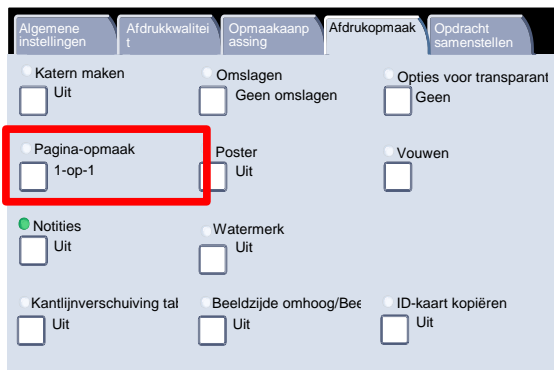 Algemene
instellingen
Afdrukkwalitei
t
Opmaakaanp
assing
Afdrukopmaak
Opdracht
samenstellen
Katern maken
Uit
Omslagen
Geen omslagen
Opties voor transparant
Geen
Pagina-opmaak
1-op-1
Poster
Uit
Vouwen
Notities
Uit
Watermerk
Uit
Kantlijnverschuiving tal
Uit
Beeldzijde omhoog/Bee
Uit
ID-kaart kopiëren
Uit